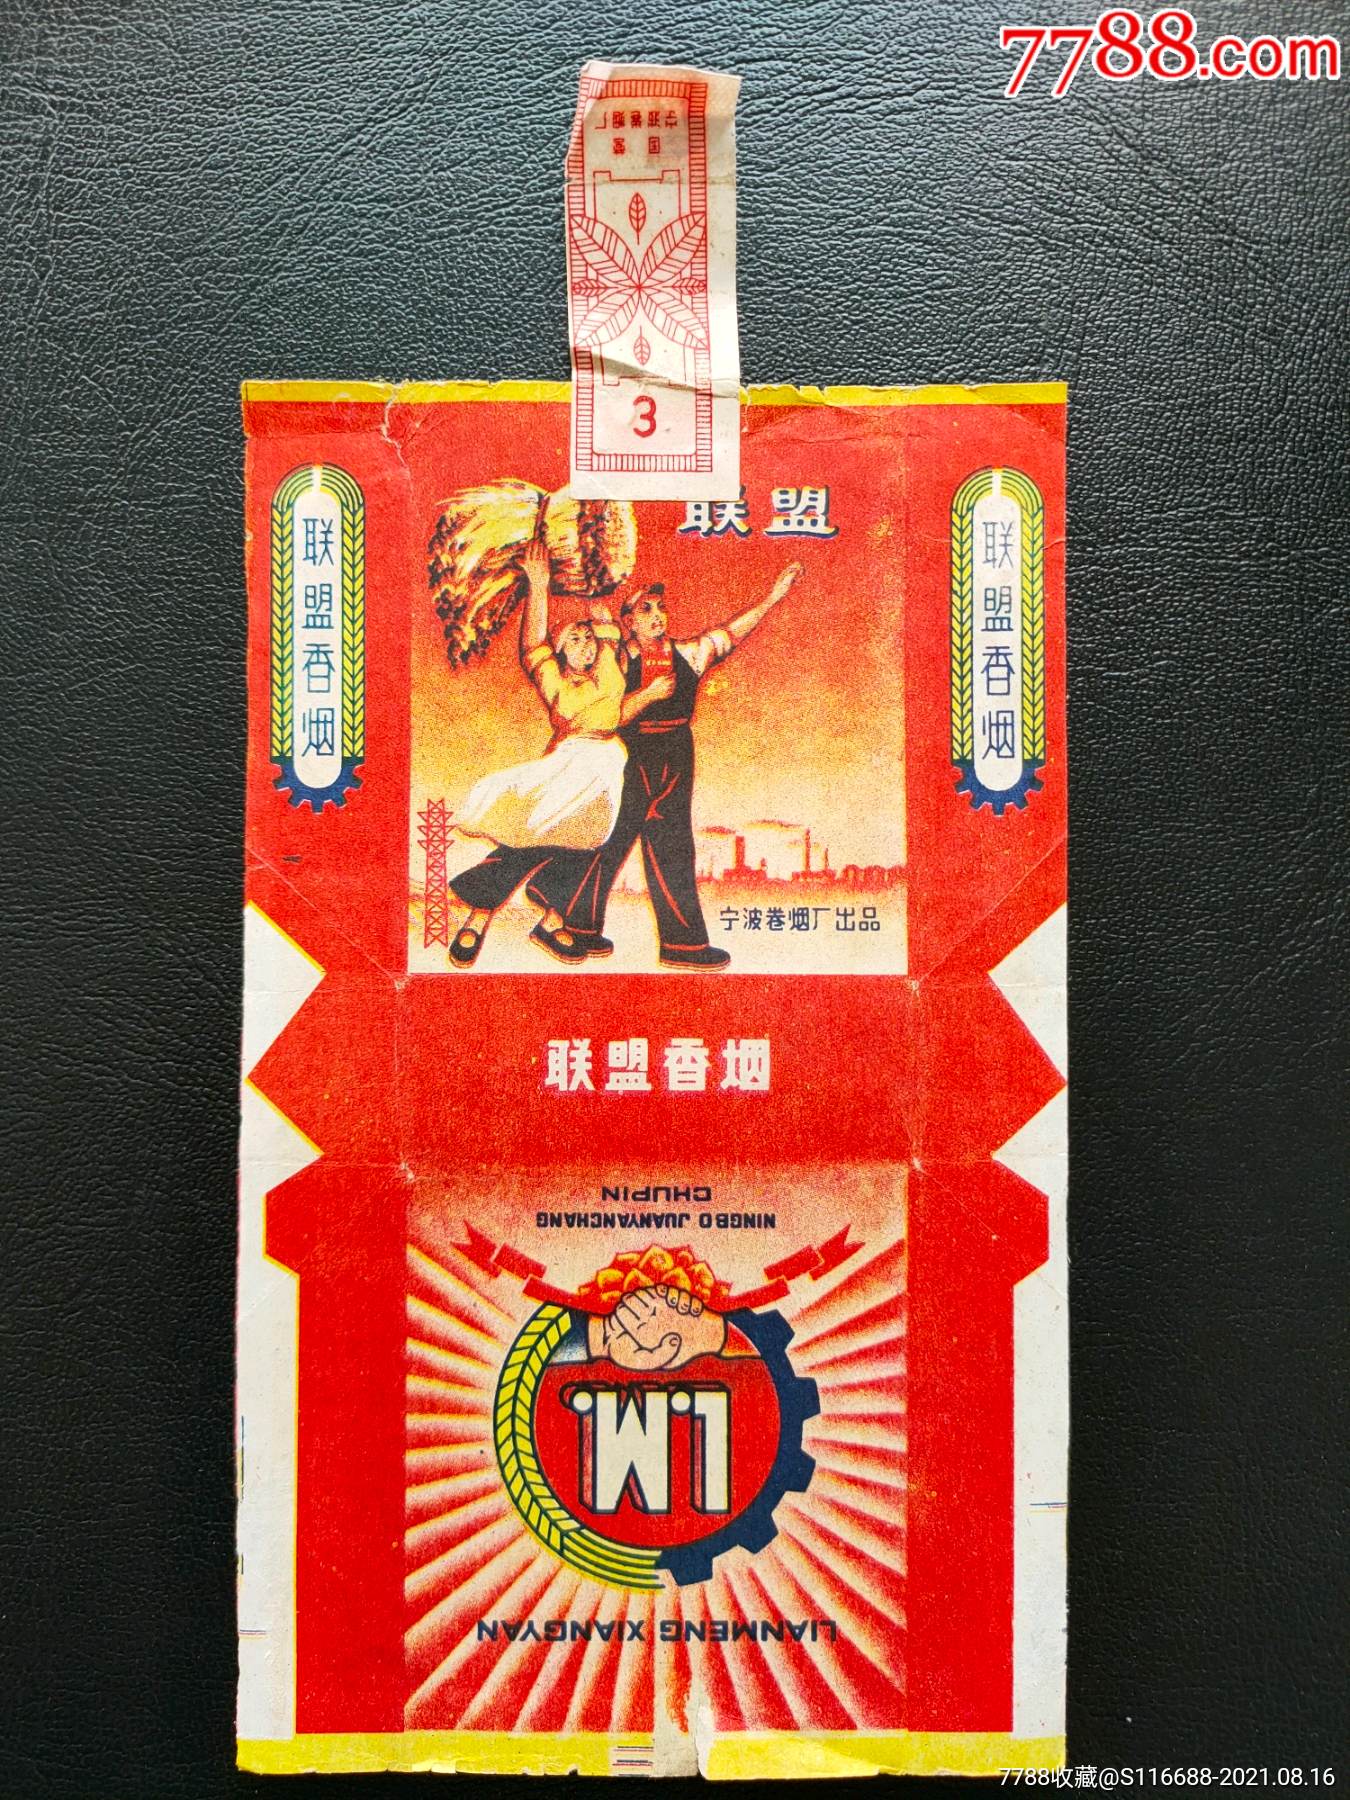 7788.com
3
联盟
联盟香烟
联盟香烟
宁波卷烟厂出品
联盟香烟
NINGBO JUANYANCHANG
CHUPIN
L.M.
LIANMENG XIANGYAN
7788收藏@S116688-2021.08.16